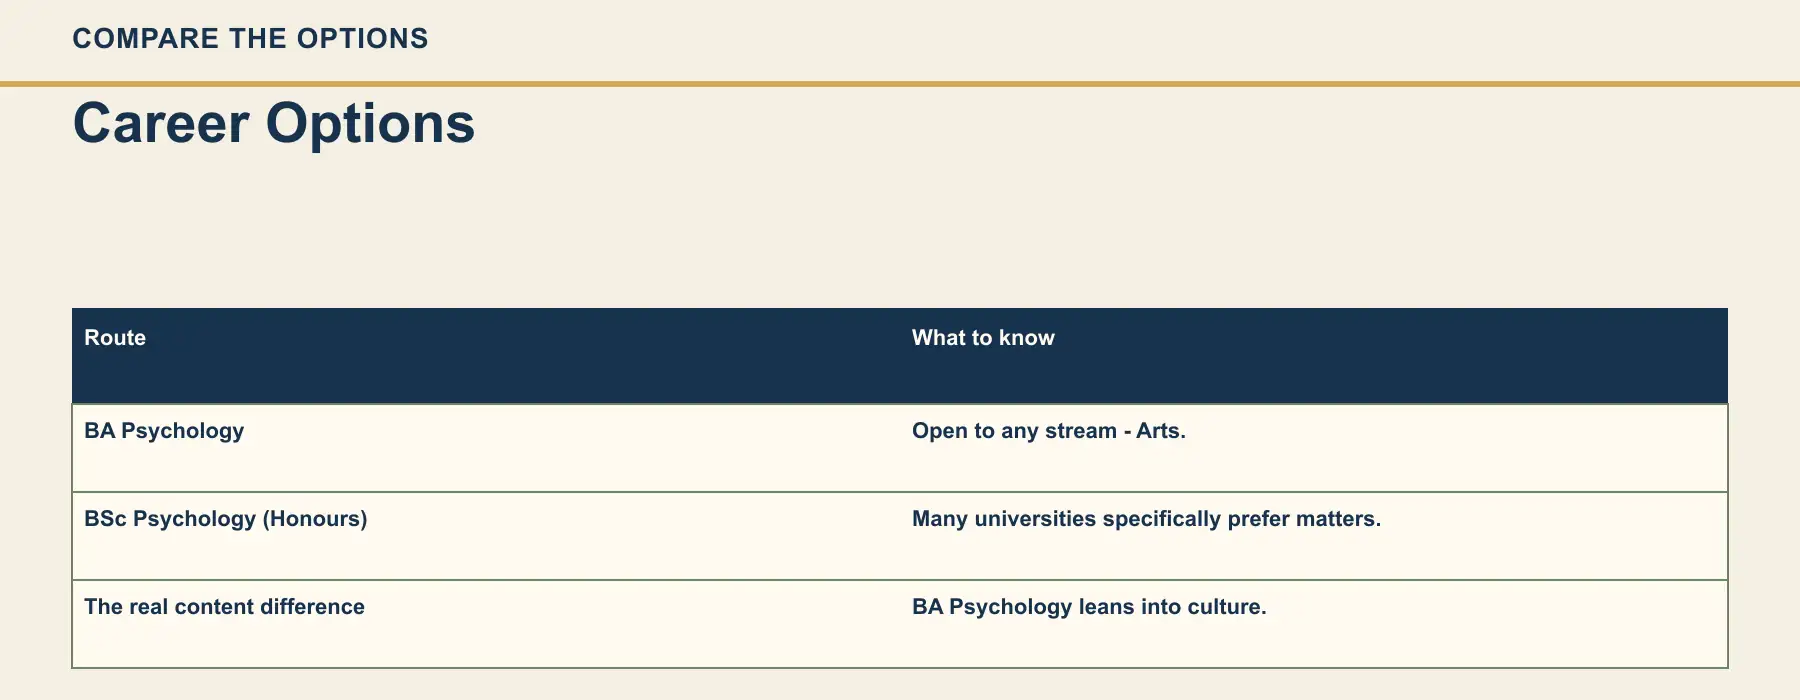 COMPARE THE OPTIONS
Career Options
Route What to know
BA Psychology Open to any stream - Arts.
BSc Psychology (Honours) Many universities specifically prefer matters.
The real content difference BA Psychology leans into culture.